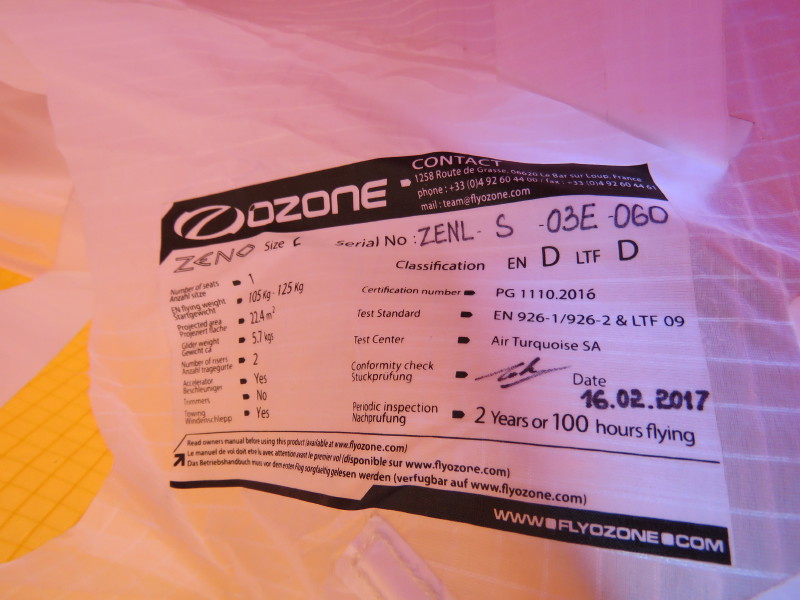 OZONE
CONTACT
1258 Route de Grasse, 06620 Le Bar sur Loup, France
phone : +33 (0)4 92 60 44 00 / fax : +33 (0)4 92 60 44 61
mail : team@flyozone.com
ZENO Size
Serial No : ZENL - S - 03E - 060
Classification EN D LTF D
Number of seats 1
Anzahl sitze
EN flying weight 105 Kg - 125 Kg
Startgewicht
Projected area 22.4 m²
Projeziert fläche
Glider weight 5,7 kgs
Gewicht ca
Number of risers 2
Anzahl tragegurte
Accelerator Yes
Beschleuniger
Trimmers No
Towing Yes
Windenschlepp
Certification number PG 1110.2016
Test Standard EN 926-1/926-2 & LTF 09
Test Center Air Turquoise SA
Conformity check
Stückprüfung
Date
16.02.2017
Periodic inspection 2 Years or 100 hours flying
Nachprüfung
Read owners manual before using this product (available at www.flyozone.com)
Le manuel de vol doit etre lu avec attention avant le premier vol (disponible sur www.flyozone.com)
Das Betriebshandbuch muss vor dem ersten Flug sorgfaeltig gelesen werden (verfugbar auf www.flyozone.com)
WWW.FLYOZONE.COM